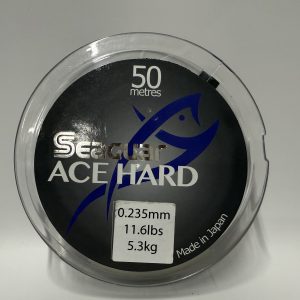 50
metres
Seaguar
ACE HARD
0.235mm
11.6lbs
5.3kg
Made in Japan